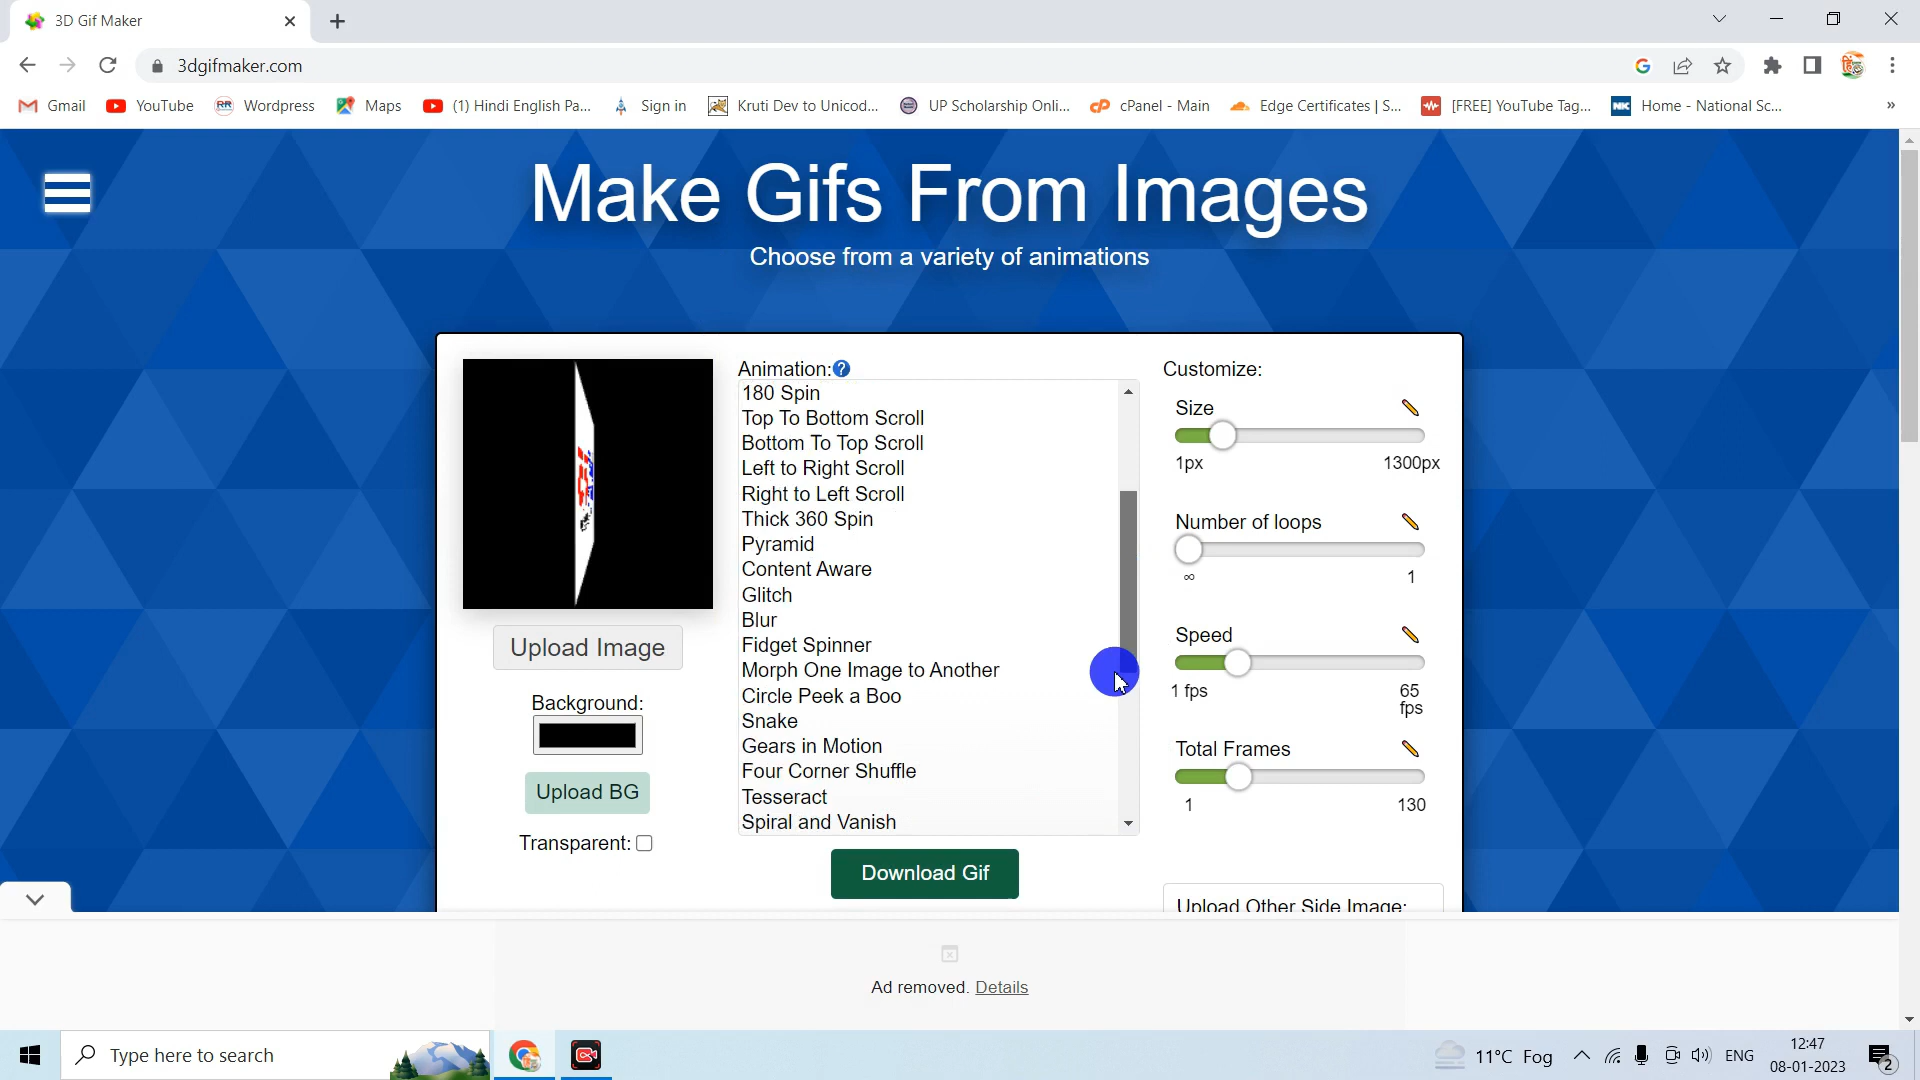 3D Gif Maker
3dgifmaker.com
Gmail
YouTube
Wordpress
Maps
(1) Hindi English Pa...
Sign in
Kruti Dev to Unicod...
UP Scholarship Onli...
cPanel - Main
Edge Certificates | S...
[FREE] YouTube Tag...
Home - National Sc...
»
Make Gifs From Images
Choose from a variety of animations
Animation:?
180 Spin
Top To Bottom Scroll
Bottom To Top Scroll
Left to Right Scroll
Right to Left Scroll
Thick 360 Spin
Pyramid
Content Aware
Glitch
Blur
Fidget Spinner
Morph One Image to Another
Circle Peek a Boo
Snake
Gears in Motion
Four Corner Shuffle
Tesseract
Spiral and Vanish
Download Gif
Upload Image
Background:
Upload BG
Transparent:
Customize:
Size
1px
1300px
Number of loops
∞
1
Speed
1 fps
65
fps
Total Frames
1
130
Upload Other Side Image:
Ad removed. Details
Type here to search
11°C Fog
ENG
12:47
08-01-2023
2